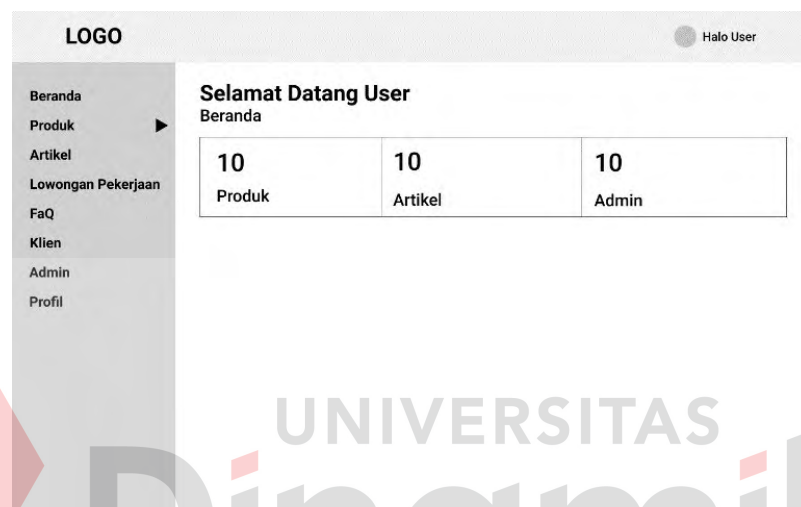 LOGO
Halo User
Beranda
Produk
Artikel
Lowongan Pekerjaan
FaQ
Klien
Admin
Profil
Selamat Datang User
Beranda
10
Produk
10
Artikel
10
Admin
UNIVERSITAS